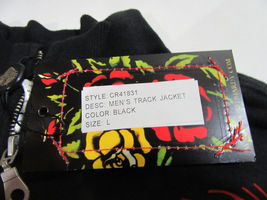 STYLE: CR41831
DESC: MEN'S TRACK JACKET
COLOR: BLACK
SIZE: L